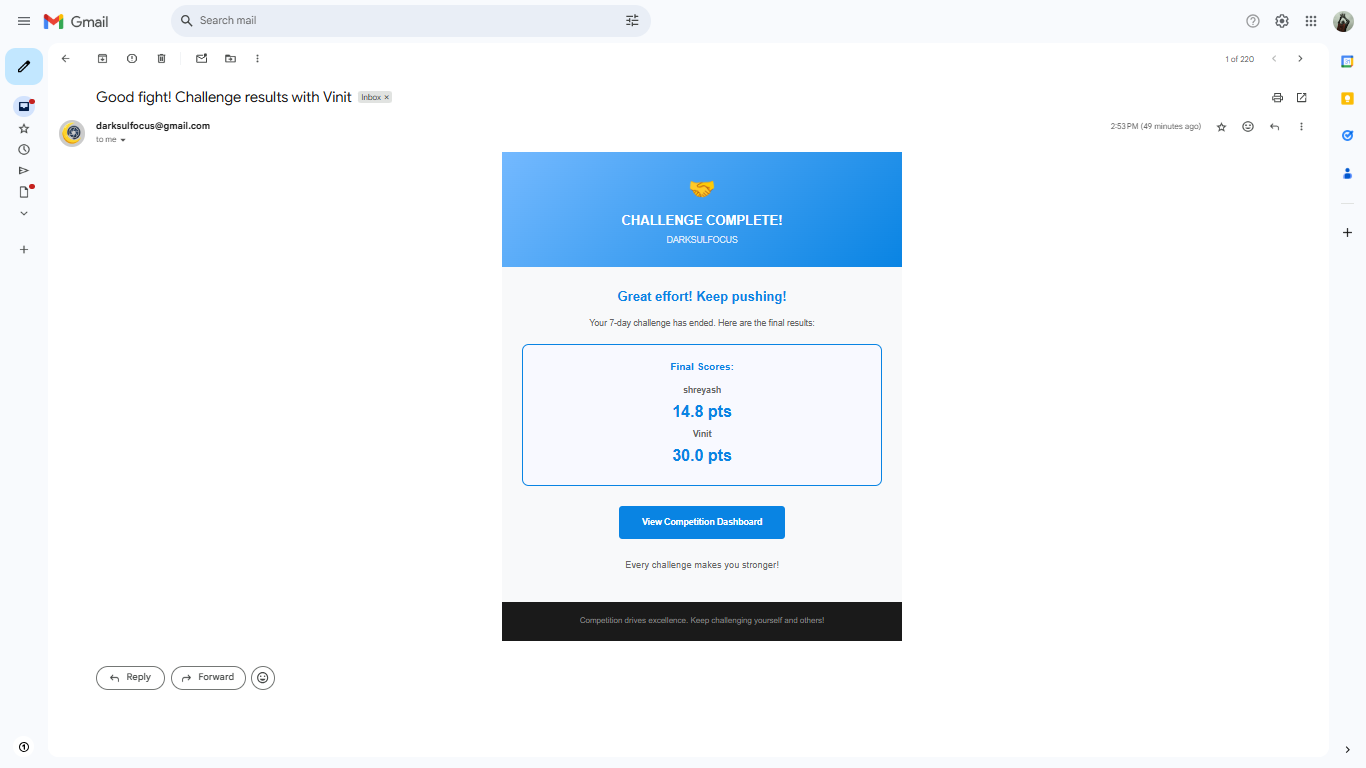 Gmail
Search mail
1 of 220
Good fight! Challenge results with Vinit
Inbox ×
darksulfocus@gmail.com
2:53 PM (49 minutes ago)
to me
CHALLENGE COMPLETE!
DARKSULFOCUS
Great effort! Keep pushing!
Your 7-day challenge has ended. Here are the final results:
Final Scores:
shreyash
14.8 pts
Vinit
30.0 pts
View Competition Dashboard
Every challenge makes you stronger!
Competition drives excellence. Keep challenging yourself and others!
Reply
Forward